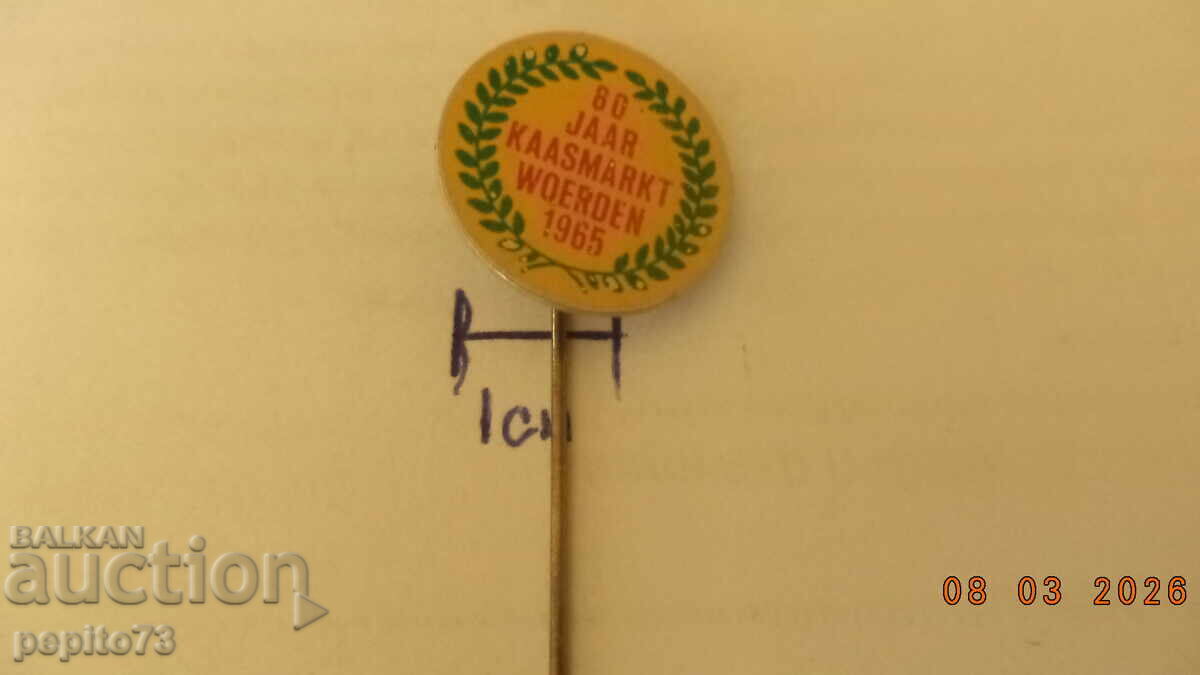 80
JAAR
KAASMARKT
WOERDEN
1965
1cm
BALKAN
auction
pepito73
08 03 2026